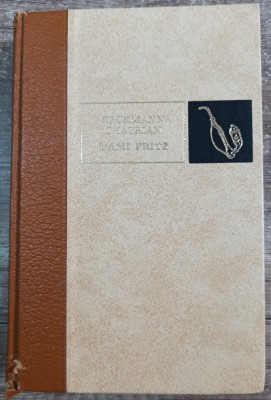 ERCKMANN-
CHATRIAN
L'AMI FRITZ